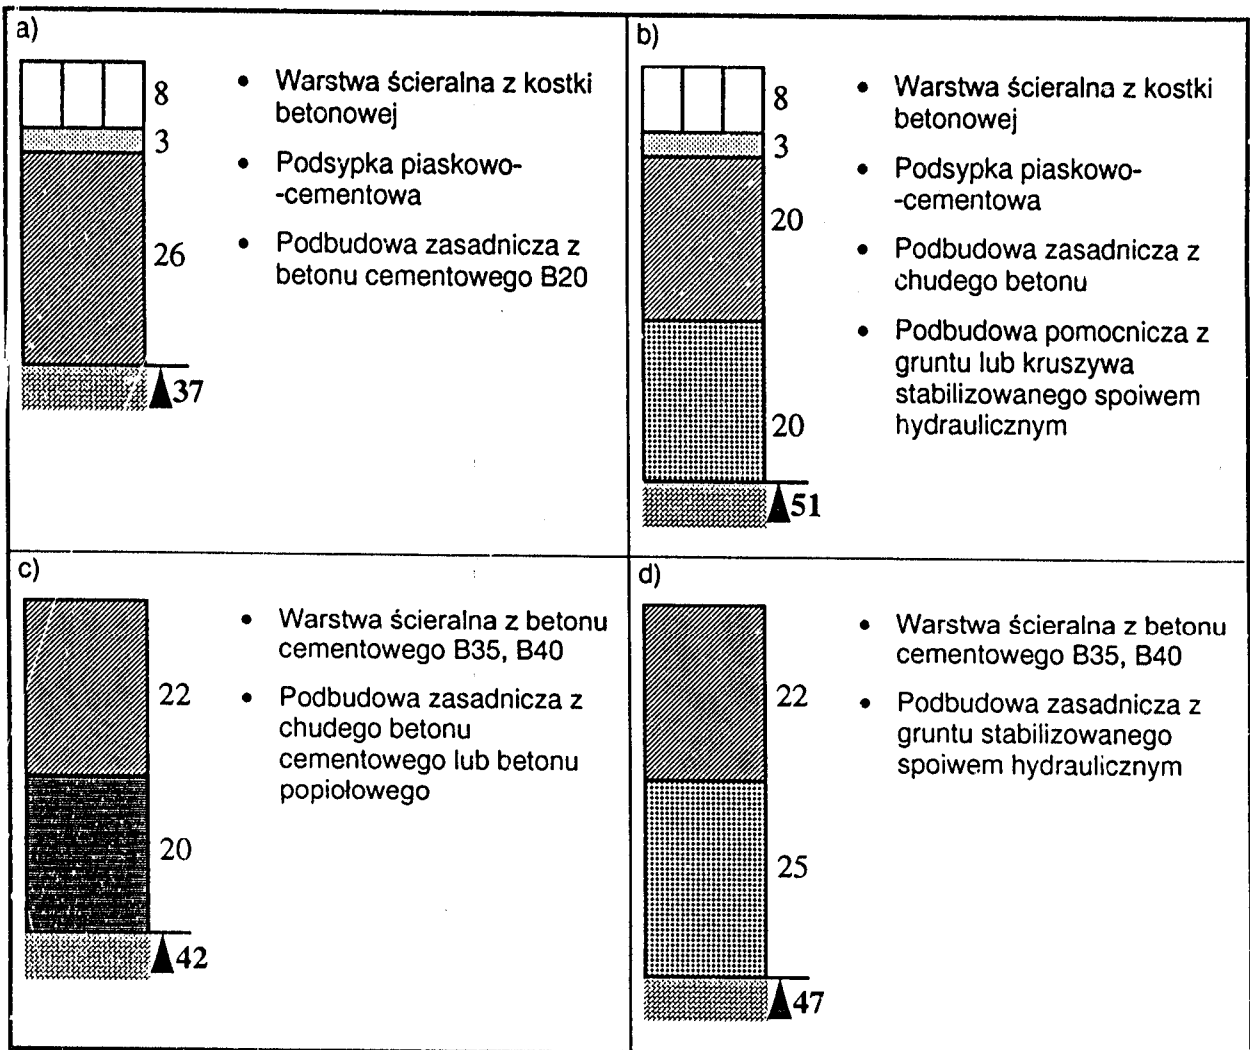 a)
8
3
26
37
• Warstwa ścieralna z kostki
betonowej
• Podsypka piaskowo-
-cementowa
• Podbudowa zasadnicza z
betonu cementowego B20
b)
8
3
20
20
51
• Warstwa ścieralna z kostki
betonowej
• Podsypka piaskowo-
-cementowa
• Podbudowa zasadnicza z
chudego betonu
• Podbudowa pomocnicza z
gruntu lub kruszywa
stabilizowanego spoiwem
hydraulicznym
c)
22
20
42
• Warstwa ścieralna z betonu
cementowego B35, B40
• Podbudowa zasadnicza z
chudego betonu
cementowego lub betonu
popiołowego
d)
22
25
47
• Warstwa ścieralna z betonu
cementowego B35, B40
• Podbudowa zasadnicza z
gruntu stabilizowanego
spoiwem hydraulicznym